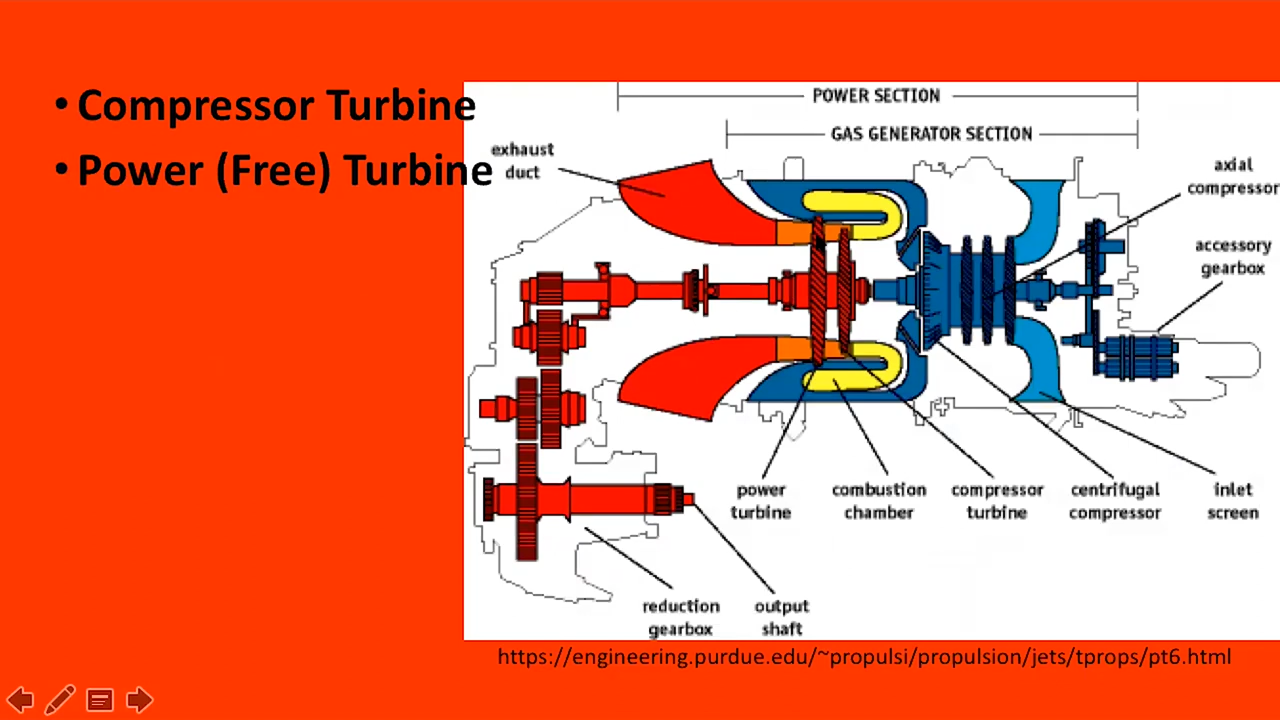 • Compressor Turbine
• Power (Free) Turbine
POWER SECTION
GAS GENERATOR SECTION
exhaust
duct
axial
compressor
accessory
gearbox
power
turbine
combustion
chamber
compressor
turbine
centrifugal
compressor
inlet
screen
reduction
gearbox
output
shaft
https://engineering.purdue.edu/~propulsi/propulsion/jets/tprops/pt6.html